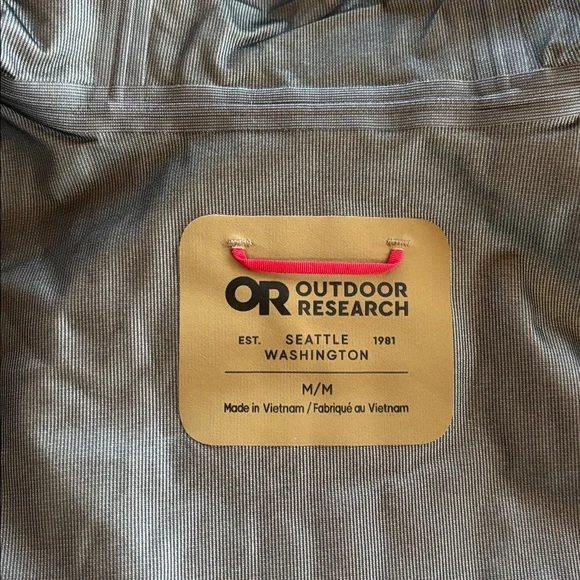 OR OUTDOOR
RESEARCH
EST. SEATTLE 1981
WASHINGTON
M/M
Made in Vietnam / Fabriqué au Vietnam